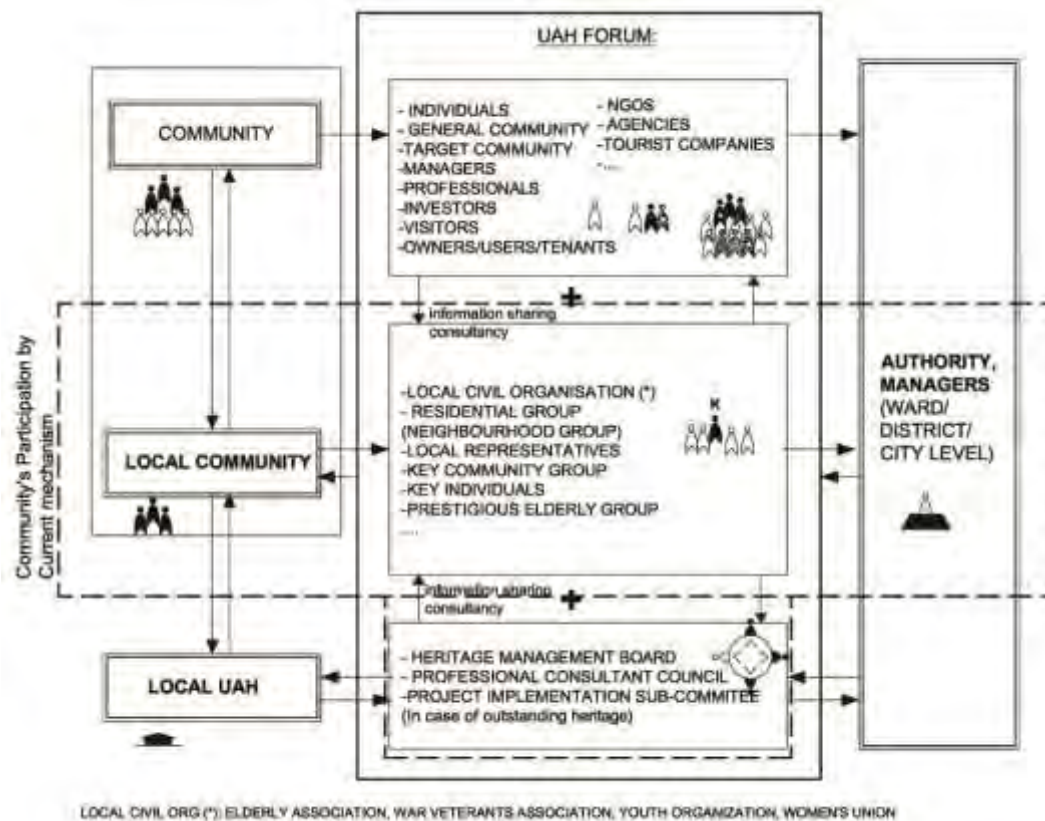 UAH FORUM:
COMMUNITY
- INDIVIDUALS
- GENERAL COMMUNITY
-TARGET COMMUNITY
-MANAGERS
-PROFESSIONALS
-INVESTORS
-VISITORS
-OWNERS/USERS/TENANTS
- NGOS
- AGENCIES
-TOURIST COMPANIES
-....
+
information sharing
consultancy
Community's Participation by
Current mechanism
LOCAL COMMUNITY
-LOCAL CIVIL ORGANISATION (*)
- RESIDENTIAL GROUP
(NEIGHBOURHOOD GROUP)
-LOCAL REPRESENTATIVES
-KEY COMMUNITY GROUP
-KEY INDIVIDUALS
-PRESTIGIOUS ELDERLY GROUP
....
K
AUTHORITY,
MANAGERS
(WARD/
DISTRICT/
CITY LEVEL)
+
information sharing
consultancy
LOCAL UAH
- HERITAGE MANAGEMENT BOARD
- PROFESSIONAL CONSULTANT COUNCIL
-PROJECT IMPLEMENTATION SUB-COMMITEE
(In case of outstanding heritage)
LOCAL CIVIL ORG (*): ELDERLY ASSOCIATION, WAR VETERANTS ASSOCIATION, YOUTH ORGANIZATION, WOMEN'S UNION